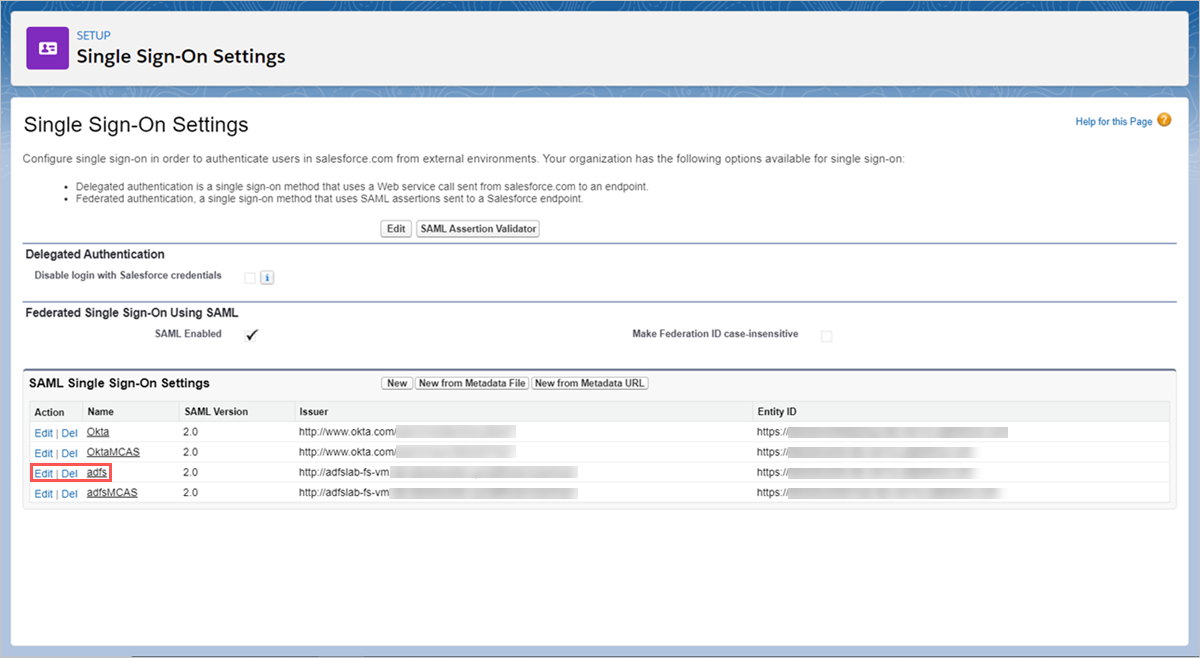 SETUP
Single Sign-On Settings
Single Sign-On Settings
Help for this Page ?
Configure single sign-on in order to authenticate users in salesforce.com from external environments. Your organization has the following options available for single sign-on:
• Delegated authentication is a single sign-on method that uses a Web service call sent from salesforce.com to an endpoint.
• Federated authentication, a single sign-on method that uses SAML assertions sent to a Salesforce endpoint.
Edit SAML Assertion Validator
Delegated Authentication
Disable login with Salesforce credentials i
Federated Single Sign-On Using SAML
SAML Enabled Make Federation ID case-insensitive
SAML Single Sign-On Settings New New from Metadata File New from Metadata URL
Action Name SAML Version Issuer Entity ID
Edit | Del Okta 2.0 http://www.okta.com/ https://
Edit | Del OktaMCAS 2.0 http://www.okta.com/ https://
Edit | Del adfs 2.0 http://adfslab-fs-vm https://
Edit | Del adfsMCAS 2.0 http://adfslab-fs-vm https://